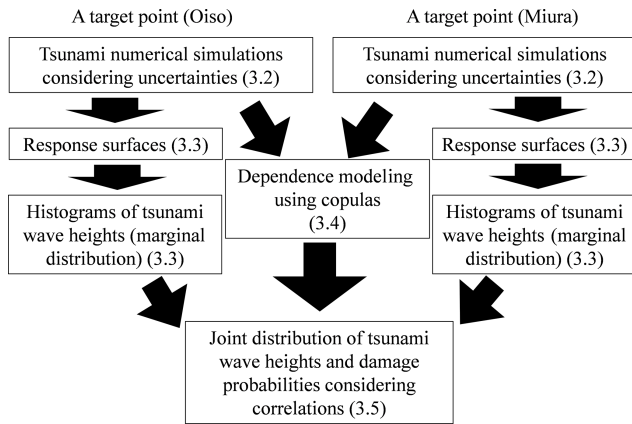 A target point (Oiso)
A target point (Miura)
Tsunami numerical simulations
considering uncertainties (3.2)
Tsunami numerical simulations
considering uncertainties (3.2)
Response surfaces (3.3)
Response surfaces (3.3)
Dependence modeling
using copulas
(3.4)
Histograms of tsunami
wave heights (marginal
distribution) (3.3)
Histograms of tsunami
wave heights (marginal
distribution) (3.3)
Joint distribution of tsunami
wave heights and damage
probabilities considering
correlations (3.5)